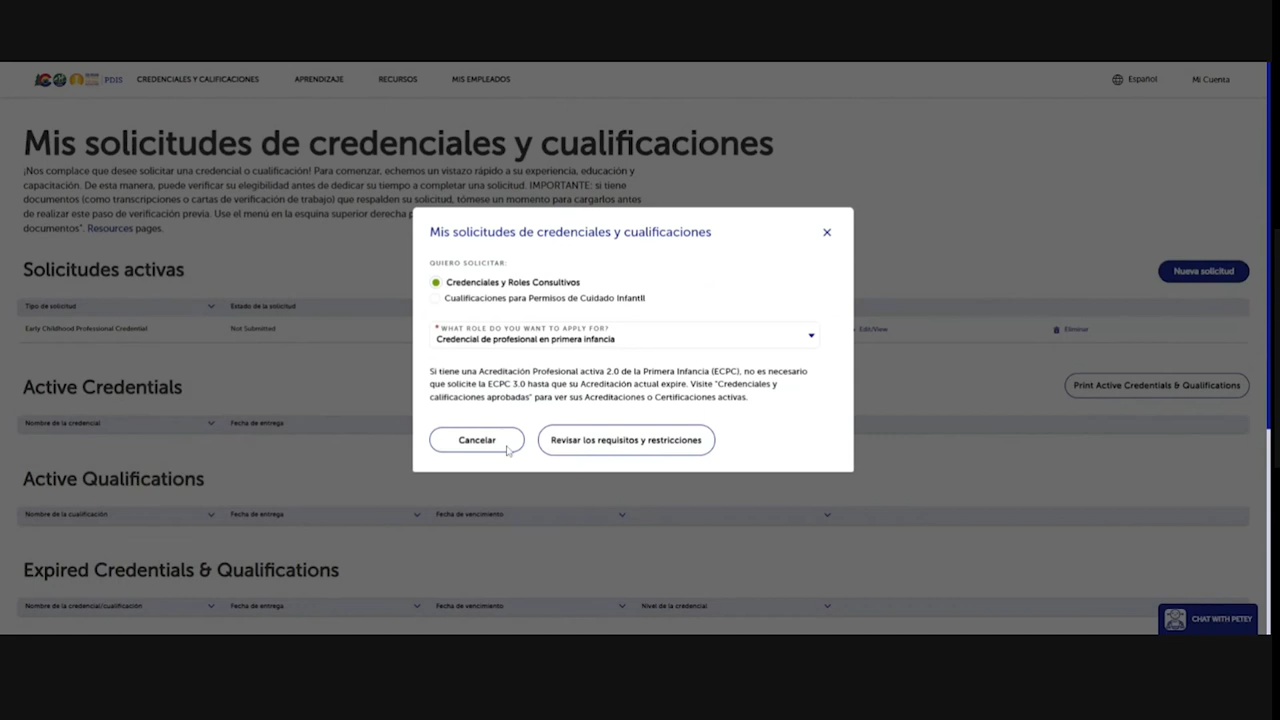 PDIS CREDENCIALES Y CALIFICACIONES APRENDIZAJE RECURSOS MIS EMPLEADOS Español Mi Cuenta
Mis solicitudes de credenciales y cualificaciones
¡Nos complace que desee solicitar una credencial o cualificación! Para comenzar, echemos un vistazo rápido a su experiencia, educación y
capacitación. De esta manera, puede verificar su elegibilidad antes de dedicar su tiempo a completar una solicitud. IMPORTANTE: si tiene
documentos (como transcripciones o cartas de verificación de trabajo) que respalden su solicitud, tómese un momento para cargarlos antes
de realizar este paso de verificación previa. Use el menú en la esquina superior derecha
documentos". Resources pages.
Mis solicitudes de credenciales y cualificaciones
QUIERO SOLICITAR:
Credenciales y Roles Consultivos
Cualificaciones para Permisos de Cuidado Infantil
* WHAT ROLE DO YOU WANT TO APPLY FOR?
Credencial de profesional en primera infancia
Si tiene una Acreditación Profesional activa 2.0 de la Primera Infancia (ECPC), no es necesario
que solicite la ECPC 3.0 hasta que su Acreditación actual expire. Visite "Credenciales y
calificaciones aprobadas" para ver sus Acreditaciones o Certificaciones activas.
Cancelar Revisar los requisitos y restricciones
Solicitudes activas Nueva solicitud
Tipo de solicitud Estado de la solicitud
Early Childhood Professional Credential Not Submitted Edit/View Eliminar
Active Credentials Print Active Credentials & Qualifications
Nombre de la credencial Fecha de entrega
Active Qualifications
Nombre de la cualificación Fecha de entrega Fecha de vencimiento
Expired Credentials & Qualifications
Nombre de la credencial/cualificación Fecha de entrega Fecha de vencimiento Nivel de la credencial
CHAT WITH PETEY